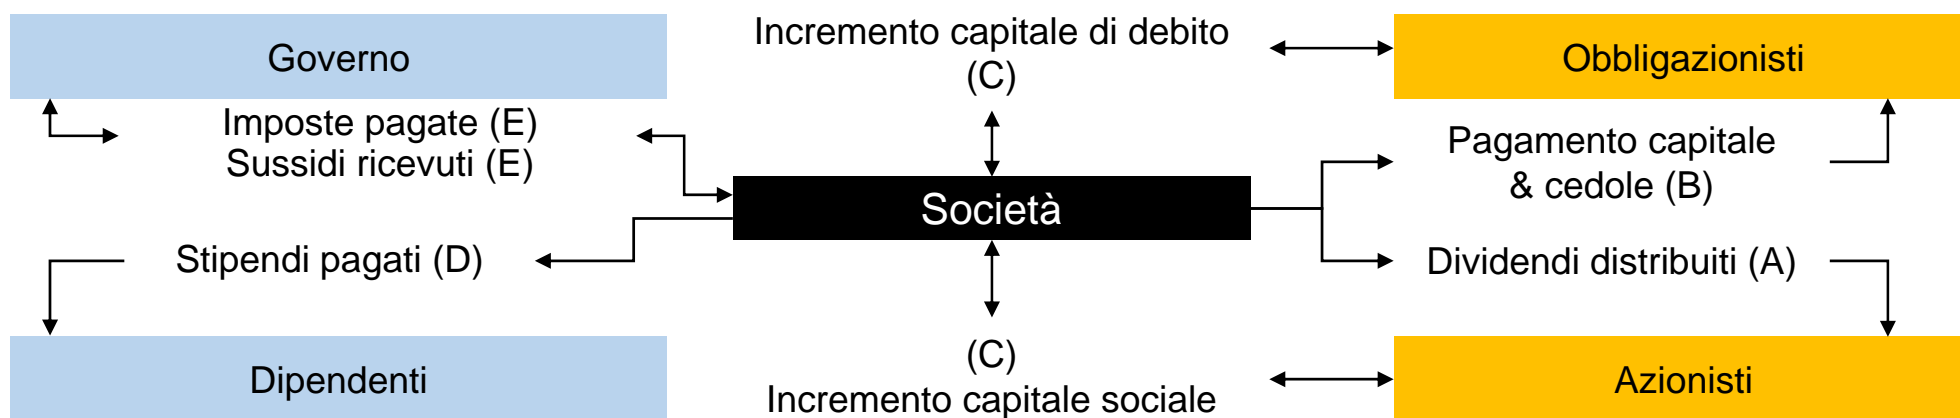 Governo
Incremento capitale di debito
(C)
Obbligazionisti
Imposte pagate (E)
Sussidi ricevuti (E)
Pagamento capitale
& cedole (B)
Società
Stipendi pagati (D)
Dividendi distribuiti (A)
Dipendenti
(C)
Incremento capitale sociale
Azionisti